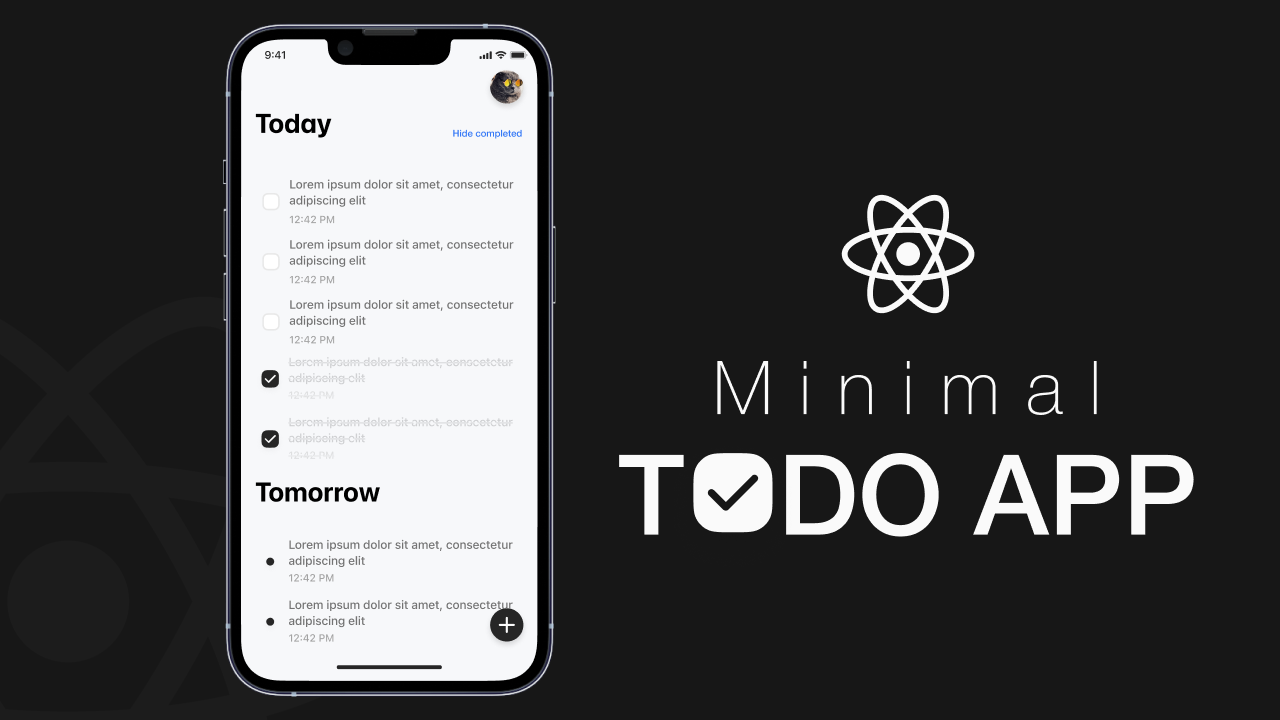 9:41
Today
Hide completed
Lorem ipsum dolor sit amet, consectetur
adipiscing elit
12:42 PM
Lorem ipsum dolor sit amet, consectetur
adipiscing elit
12:42 PM
Lorem ipsum dolor sit amet, consectetur
adipiscing elit
12:42 PM
Lorem ipsum dolor sit amet, consectetur
adipiscing elit
12:42 PM
Lorem ipsum dolor sit amet, consectetur
adipiscing elit
12:42 PM
Tomorrow
Lorem ipsum dolor sit amet, consectetur
adipiscing elit
12:42 PM
Lorem ipsum dolor sit amet, consectetur
adipiscing elit
12:42 PM
Minimal
TODO APP